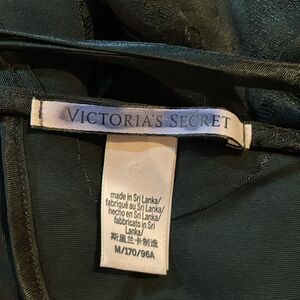 VICTORIA'S SECRET
made in Sri Lanka/
fabriqué au Sri Lanka/
hecho en Sri Lanka/
fabbricato in Sri
Lanka/
斯里兰卡制造
M/170/96A